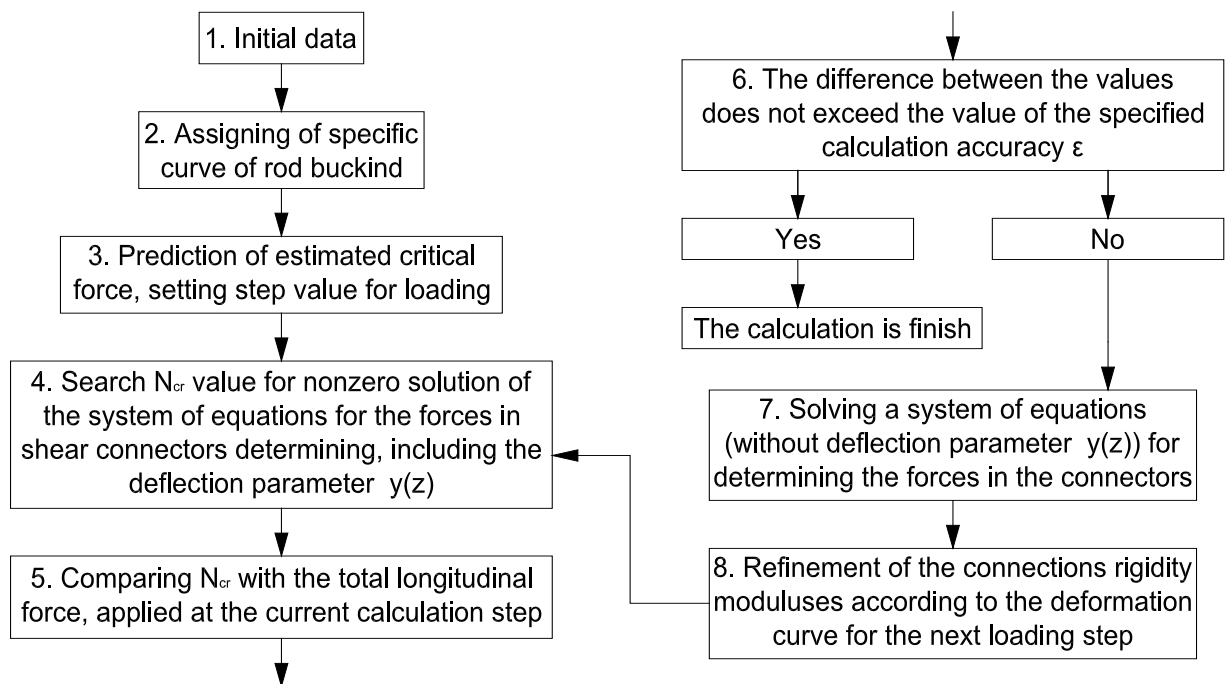 1. Initial data
2. Assigning of specific
curve of rod buckind
3. Prediction of estimated critical
force, setting step value for loading
4. Search Ncr value for nonzero solution of
the system of equations for the forces in
shear connectors determining, including the
deflection parameter y(z)
5. Comparing Ncr with the total longitudinal
force, applied at the current calculation step
6. The difference between the values
does not exceed the value of the specified
calculation accuracy ε
Yes
No
The calculation is finish
7. Solving a system of equations
(without deflection parameter y(z)) for
determining the forces in the connectors
8. Refinement of the connections rigidity
moduluses according to the deformation
curve for the next loading step